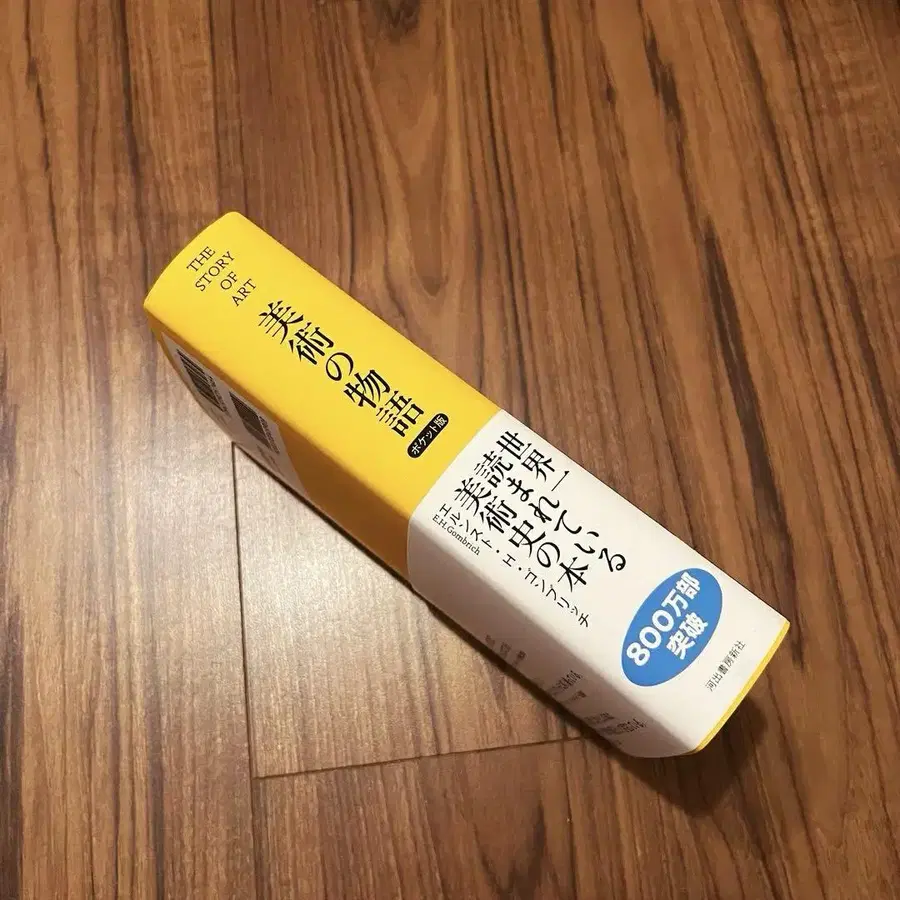 THE
STORY
OF
ART
美術の物語
ポケット版
世界一
読まれている
美術史の本
エルンスト・H・ゴンブリッチ
E.H.Gombrich
800万部
突破
河出書房新社